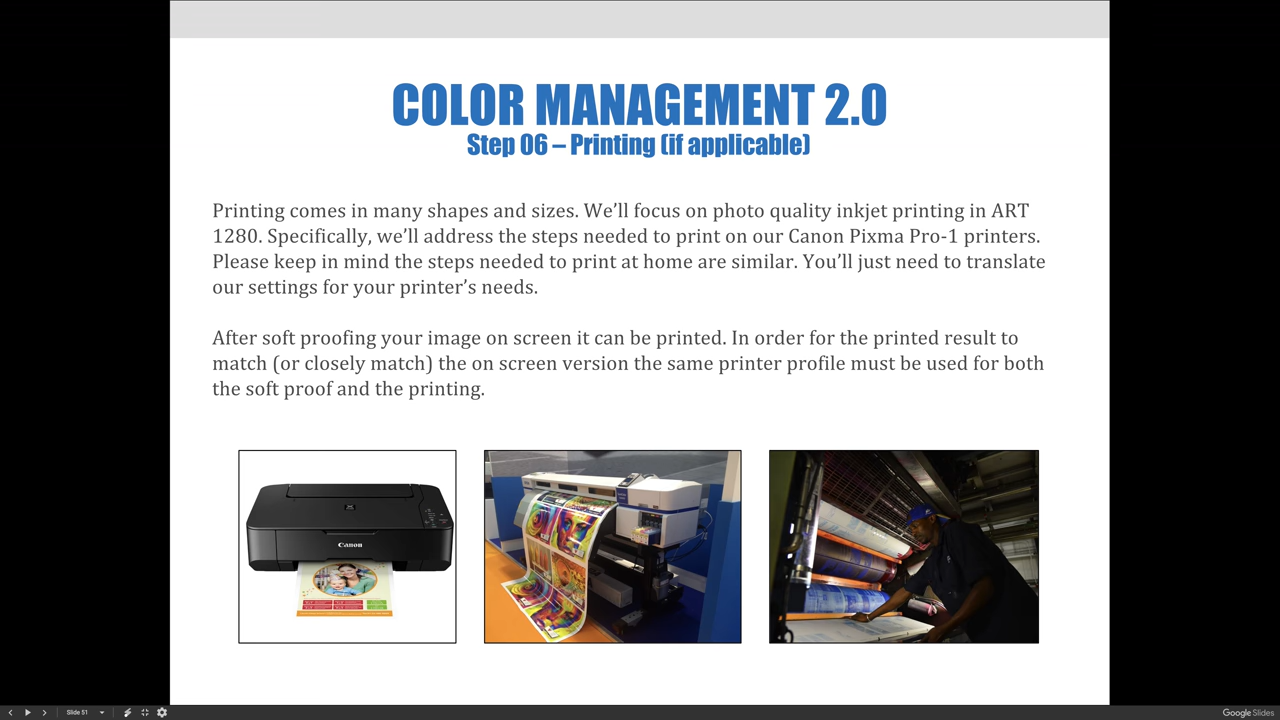 COLOR MANAGEMENT 2.0
Step 06 – Printing (if applicable)
Printing comes in many shapes and sizes. We’ll focus on photo quality inkjet printing in ART
1280. Specifically, we’ll address the steps needed to print on our Canon Pixma Pro-1 printers.
Please keep in mind the steps needed to print at home are similar. You’ll just need to translate
our settings for your printer’s needs.
After soft proofing your image on screen it can be printed. In order for the printed result to
match (or closely match) the on screen version the same printer profile must be used for both
the soft proof and the printing.
Canon
Slide 51
Google Slides